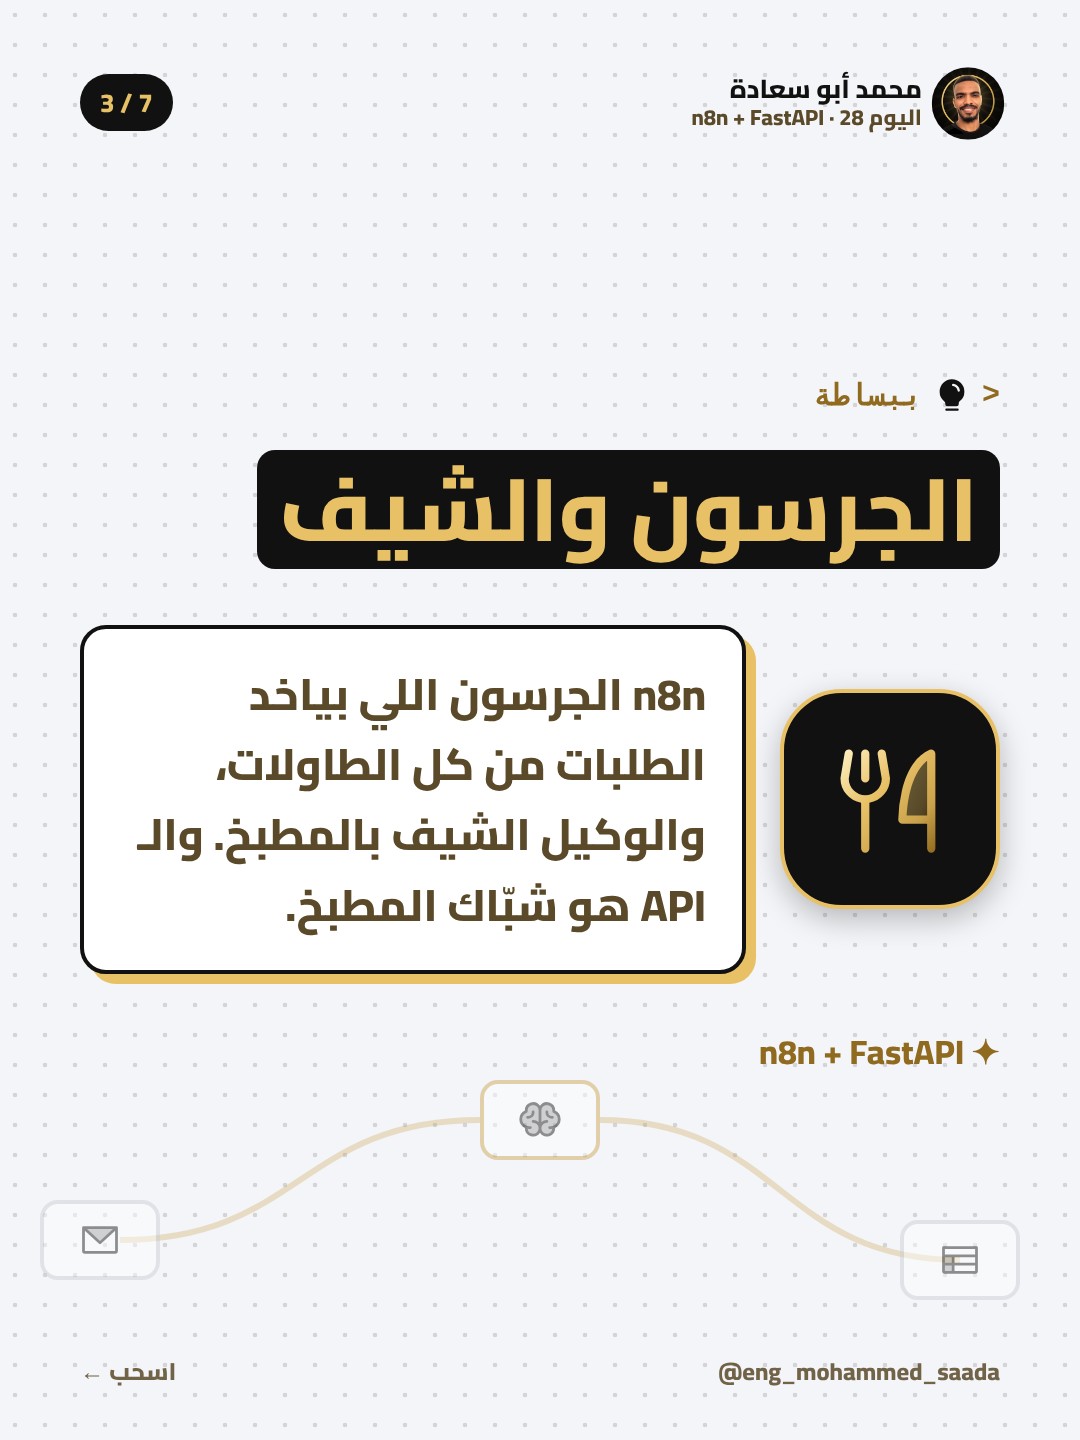 محمد أبو سعادة
اليوم 28 · n8n + FastAPI
3 / 7
> ببساطة
الجرسون والشيف
n8n الجرسون اللي بياخد
الطلبات من كل الطاولات،
والوكيل الشيف بالمطبخ. والـ
API هو شبّاك المطبخ.
✦ n8n + FastAPI
@eng_mohammed_saada
اسحب ←